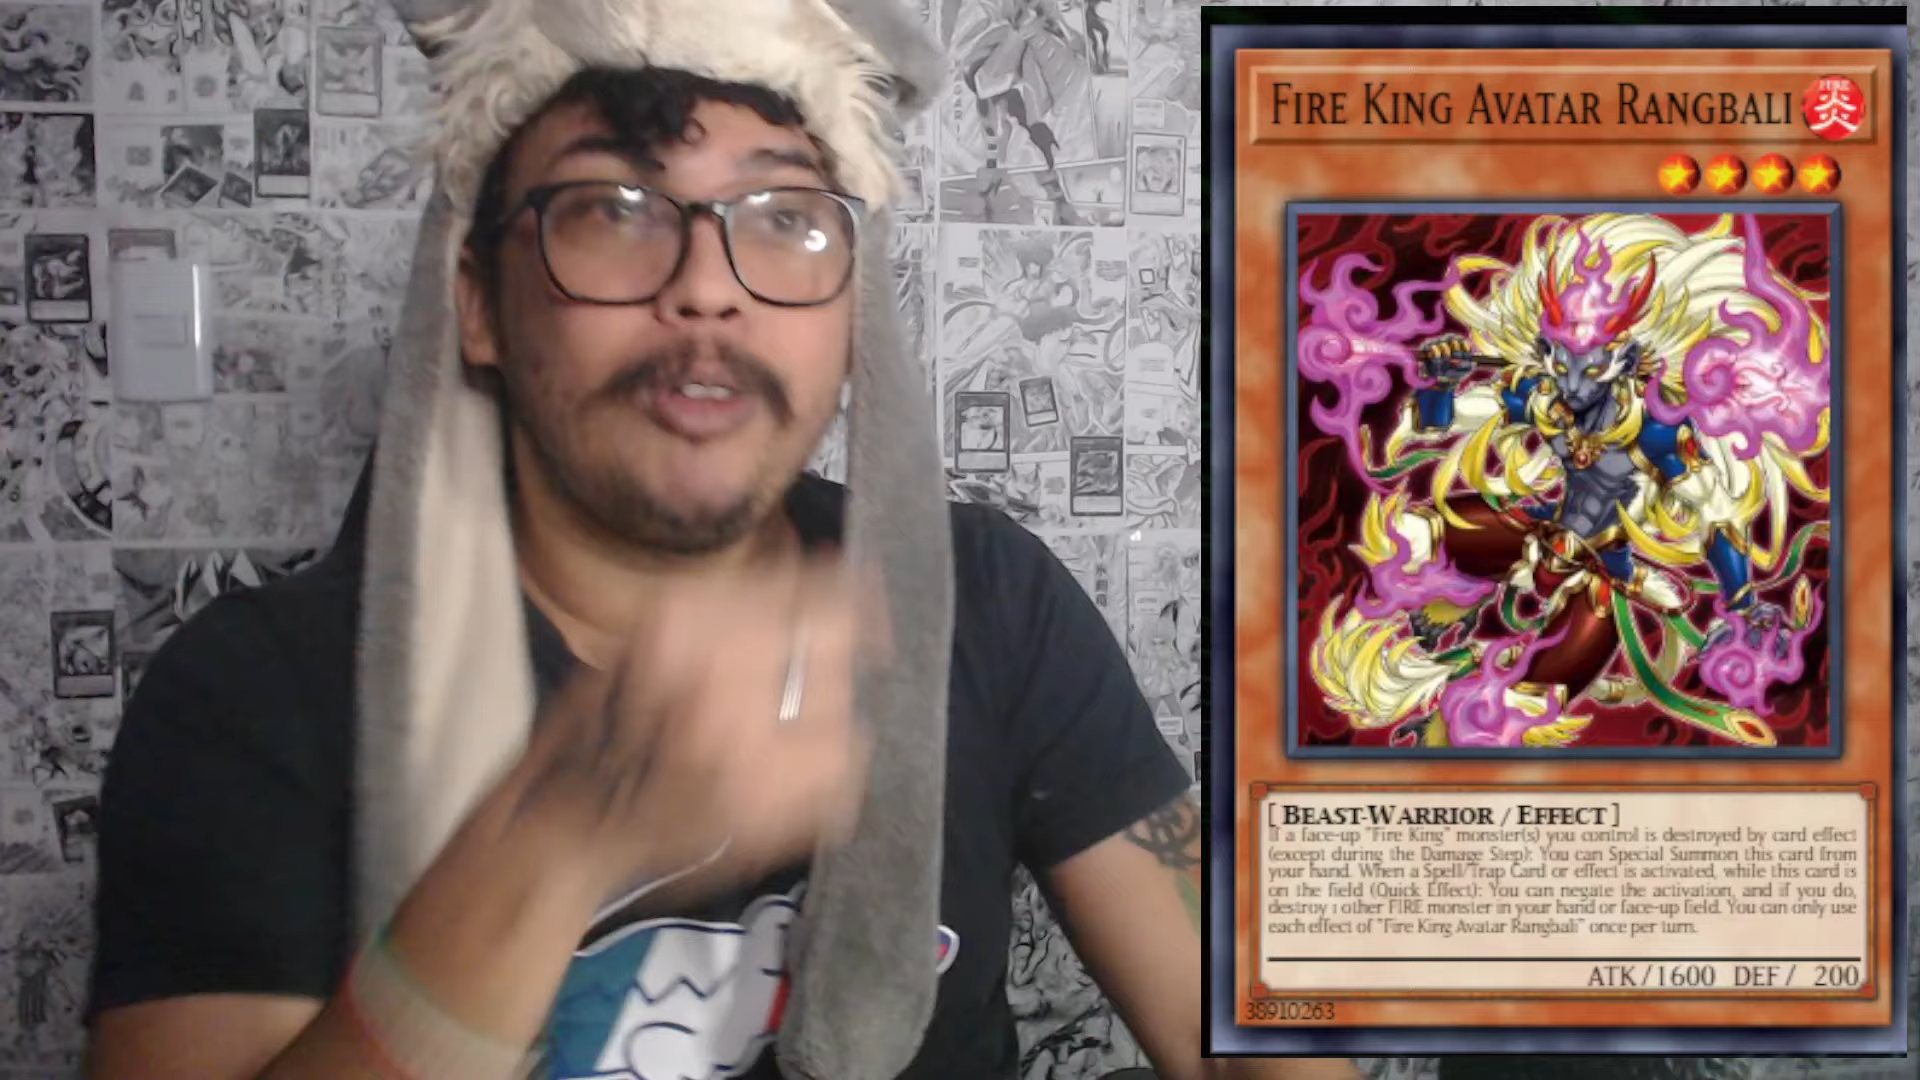 FIRE KING AVATAR RANGBALI
FIRE
炎
[ BEAST-WARRIOR / EFFECT ]
If a face-up "Fire King" monster(s) you control is destroyed by card effect
(except during the Damage Step): You can Special Summon this card from
your hand. When a Spell/Trap Card or effect is activated, while this card is
on the field (Quick Effect): You can negate the activation, and if you do,
destroy 1 other FIRE monster in your hand or face-up field. You can only use
each effect of "Fire King Avatar Rangbali" once per turn.
ATK/1600 DEF/ 200
38910263